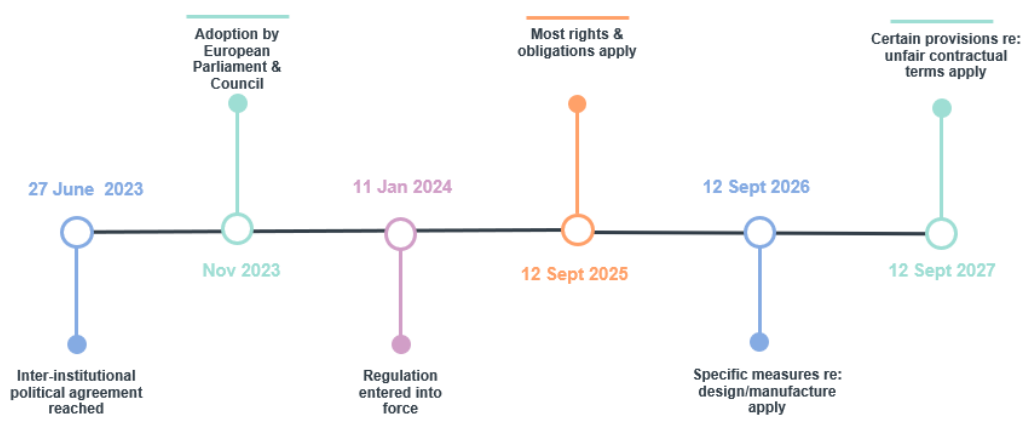 Adoption by
European
Parliament &
Council
Most rights &
obligations apply
Certain provisions re:
unfair contractual
terms apply
27 June 2023
11 Jan 2024
12 Sept 2026
Nov 2023
12 Sept 2025
12 Sept 2027
Inter-institutional
political agreement
reached
Regulation
entered into
force
Specific measures re:
design/manufacture
apply